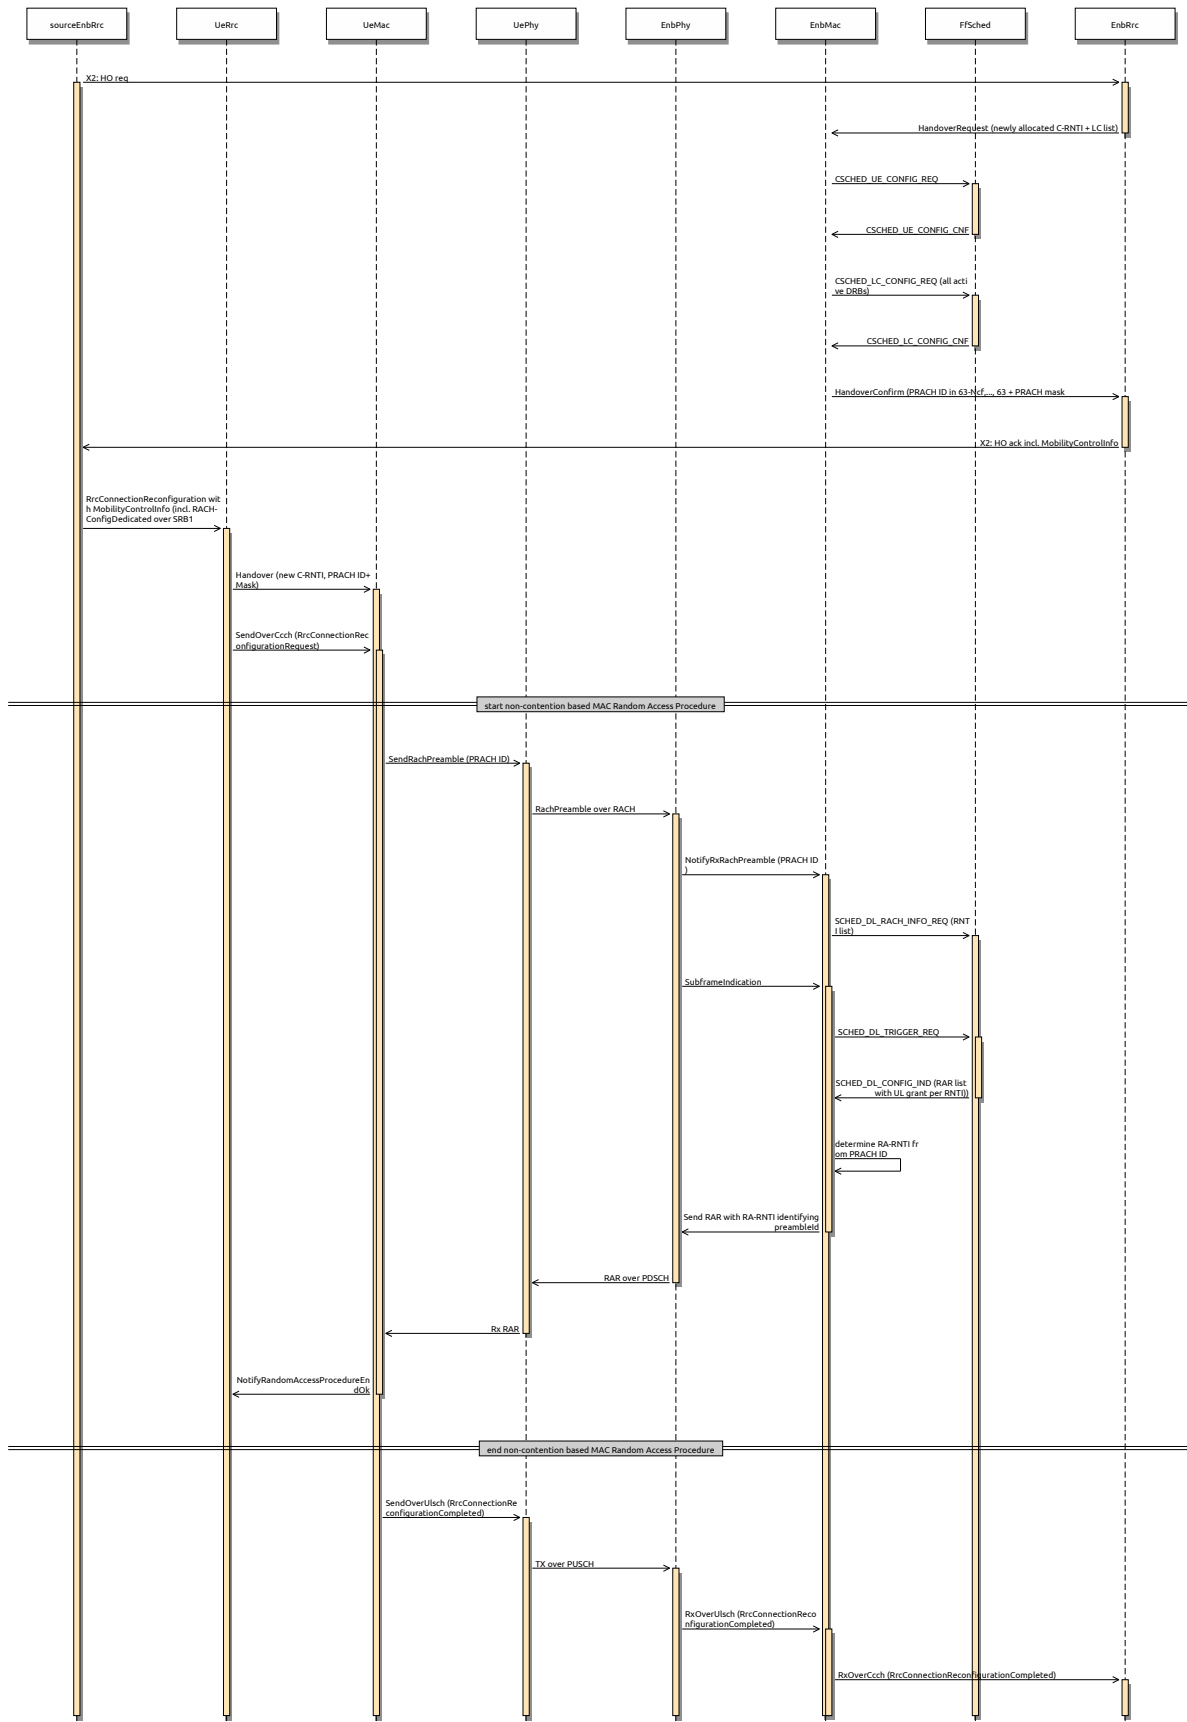 sourceEnbRrc
UeRrc
UeMac
UePhy
EnbPhy
EnbMac
FfSched
EnbRrc
X2: HO req
HandoverRequest (newly allocated C-RNTI + LC list)
CSCHED_UE_CONFIG_REQ
CSCHED_UE_CONFIG_CNF
CSCHED_LC_CONFIG_REQ (all acti
ve DRBs)
CSCHED_LC_CONFIG_CNF
HandoverConfirm (PRACH ID in 63-Ncf,..., 63 + PRACH mask
X2: HO ack incl. MobilityControlInfo
RrcConnectionReconfiguration wit
h MobilityControlInfo (incl. RACH-
ConfigDedicated over SRB1
Handover (new C-RNTI, PRACH ID+
Mask)
SendOverCcch (RrcConnectionRec
onfigurationRequest)
start non-contention based MAC Random Access Procedure
SendRachPreamble (PRACH ID)
RachPreamble over RACH
NotifyRxRachPreamble (PRACH ID
)
SCHED_DL_RACH_INFO_REQ (RNT
I list)
SubframeIndication
SCHED_DL_TRIGGER_REQ
SCHED_DL_CONFIG_IND (RAR list
with UL grant per RNTI))
determine RA-RNTI fr
om PRACH ID
Send RAR with RA-RNTI identifying
preambleId
RAR over PDSCH
Rx RAR
NotifyRandomAccessProcedureEn
dOk
end non-contention based MAC Random Access Procedure
SendOverUlsch (RrcConnectionRe
configurationCompleted)
TX over PUSCH
RxOverUlsch (RrcConnectionReco
nfigurationCompleted)
RxOverCcch (RrcConnectionReconfigurationCompleted)